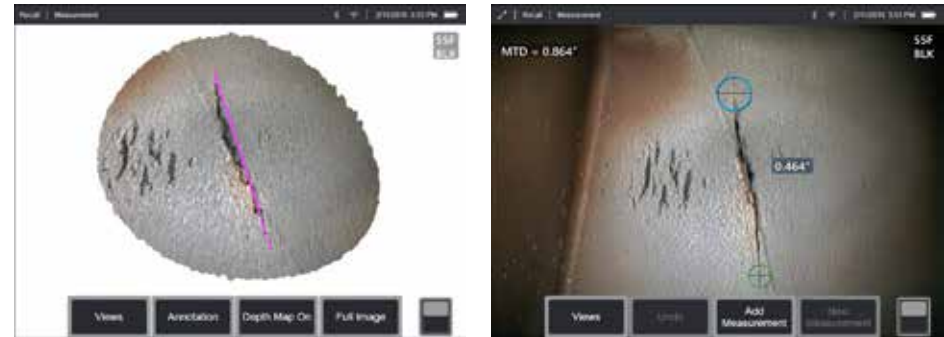 Recall | Measurement
SSF
BLK
Views
Annotation
Depth Map On
Full Image
Recall | Measurement
MTD = 0.864"
SSF
BLK
0.464"
Views
Undo
Add
Measurement
New
Measurement